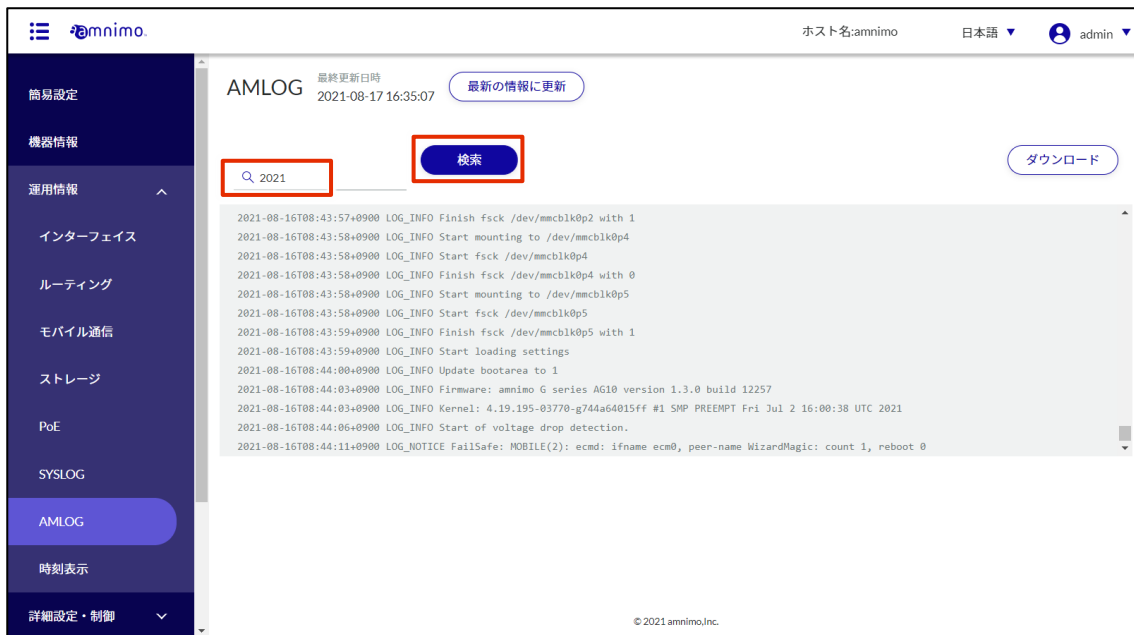 amnimo.
ホスト名:amnimo
日本語 ▼
admin ▼
簡易設定
機器情報
運用情報
インターフェイス
ルーティング
モバイル通信
ストレージ
PoE
SYSLOG
AMLOG
時刻表示
詳細設定・制御
AMLOG
最終更新日時
2021-08-17 16:35:07
最新の情報に更新
2021
検索
ダウンロード
2021-08-16T08:43:57+0900 LOG_INFO Finish fsck /dev/mmcblk0p2 with 1
2021-08-16T08:43:58+0900 LOG_INFO Start mounting to /dev/mmcblk0p4
2021-08-16T08:43:58+0900 LOG_INFO Start fsck /dev/mmcblk0p4
2021-08-16T08:43:58+0900 LOG_INFO Finish fsck /dev/mmcblk0p4 with 0
2021-08-16T08:43:58+0900 LOG_INFO Start mounting to /dev/mmcblk0p5
2021-08-16T08:43:58+0900 LOG_INFO Start fsck /dev/mmcblk0p5
2021-08-16T08:43:59+0900 LOG_INFO Finish fsck /dev/mmcblk0p5 with 1
2021-08-16T08:43:59+0900 LOG_INFO Start loading settings
2021-08-16T08:44:00+0900 LOG_INFO Update bootarea to 1
2021-08-16T08:44:03+0900 LOG_INFO Firmware: amnimo G series AG10 version 1.3.0 build 12257
2021-08-16T08:44:03+0900 LOG_INFO Kernel: 4.19.195-03770-g744a64015ff #1 SMP PREEMPT Fri Jul 2 16:00:38 UTC 2021
2021-08-16T08:44:06+0900 LOG_INFO Start of voltage drop detection.
2021-08-16T08:44:11+0900 LOG_NOTICE FailSafe: MOBILE(2): ecmd: ifname ecm0, peer-name WizardMagic: count 1, reboot 0
© 2021 amnimo,Inc.